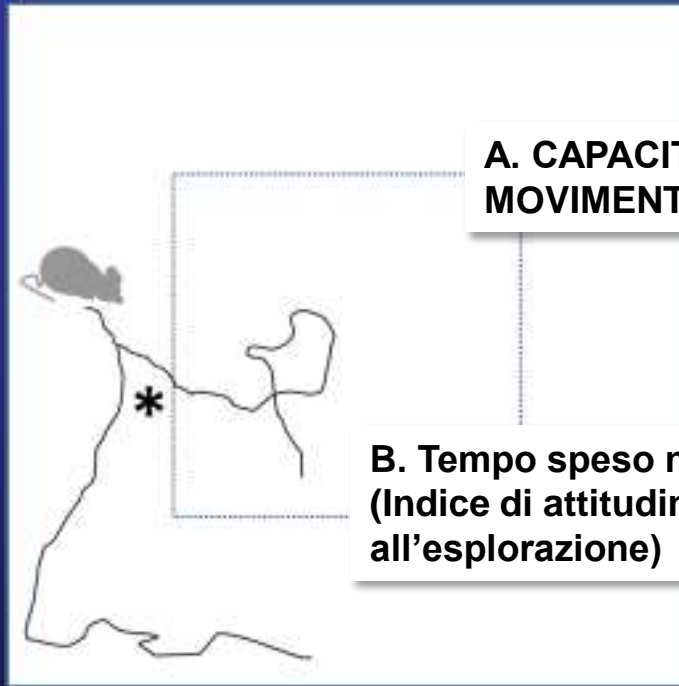 A. CAPACIT
MOVIMENT
*
B. Tempo speso n
(Indice di attitudin
all'esplorazione)